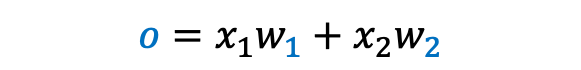 o = x₁w₁ + x₂w₂